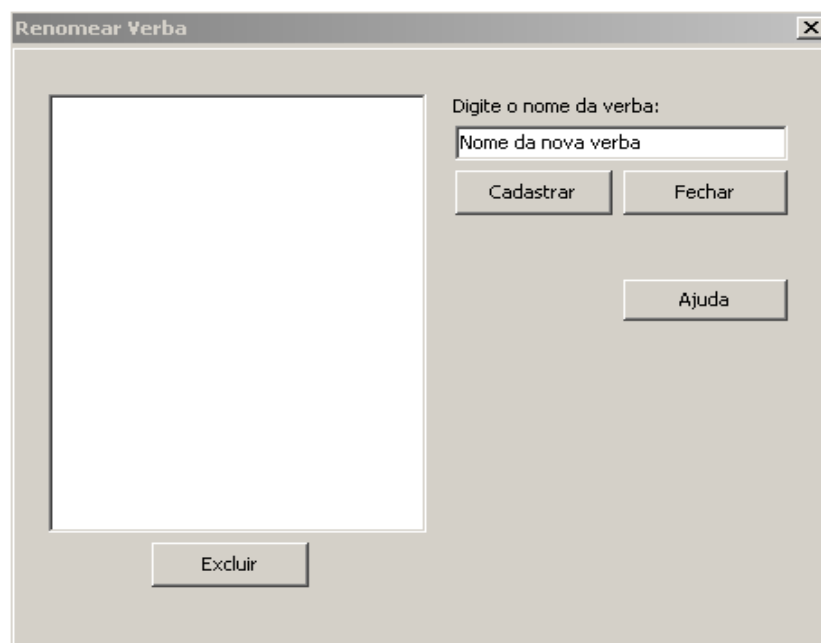 Renomear Verba
Digite o nome da verba:
Nome da nova verba
Cadastrar
Fechar
Ajuda
Excluir